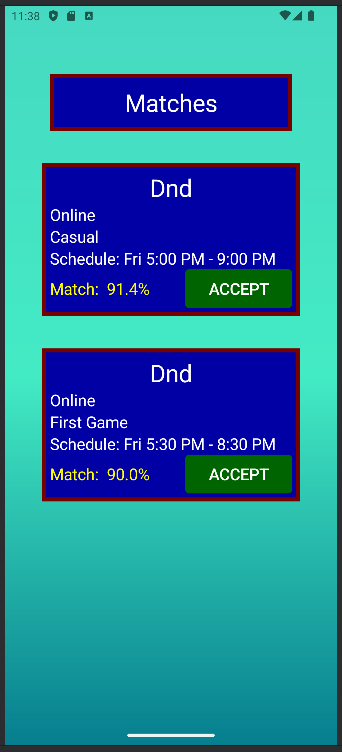 11:38
Matches
Dnd
Online
Casual
Schedule: Fri 5:00 PM - 9:00 PM
Match: 91.4% ACCEPT
Dnd
Online
First Game
Schedule: Fri 5:30 PM - 8:30 PM
Match: 90.0% ACCEPT